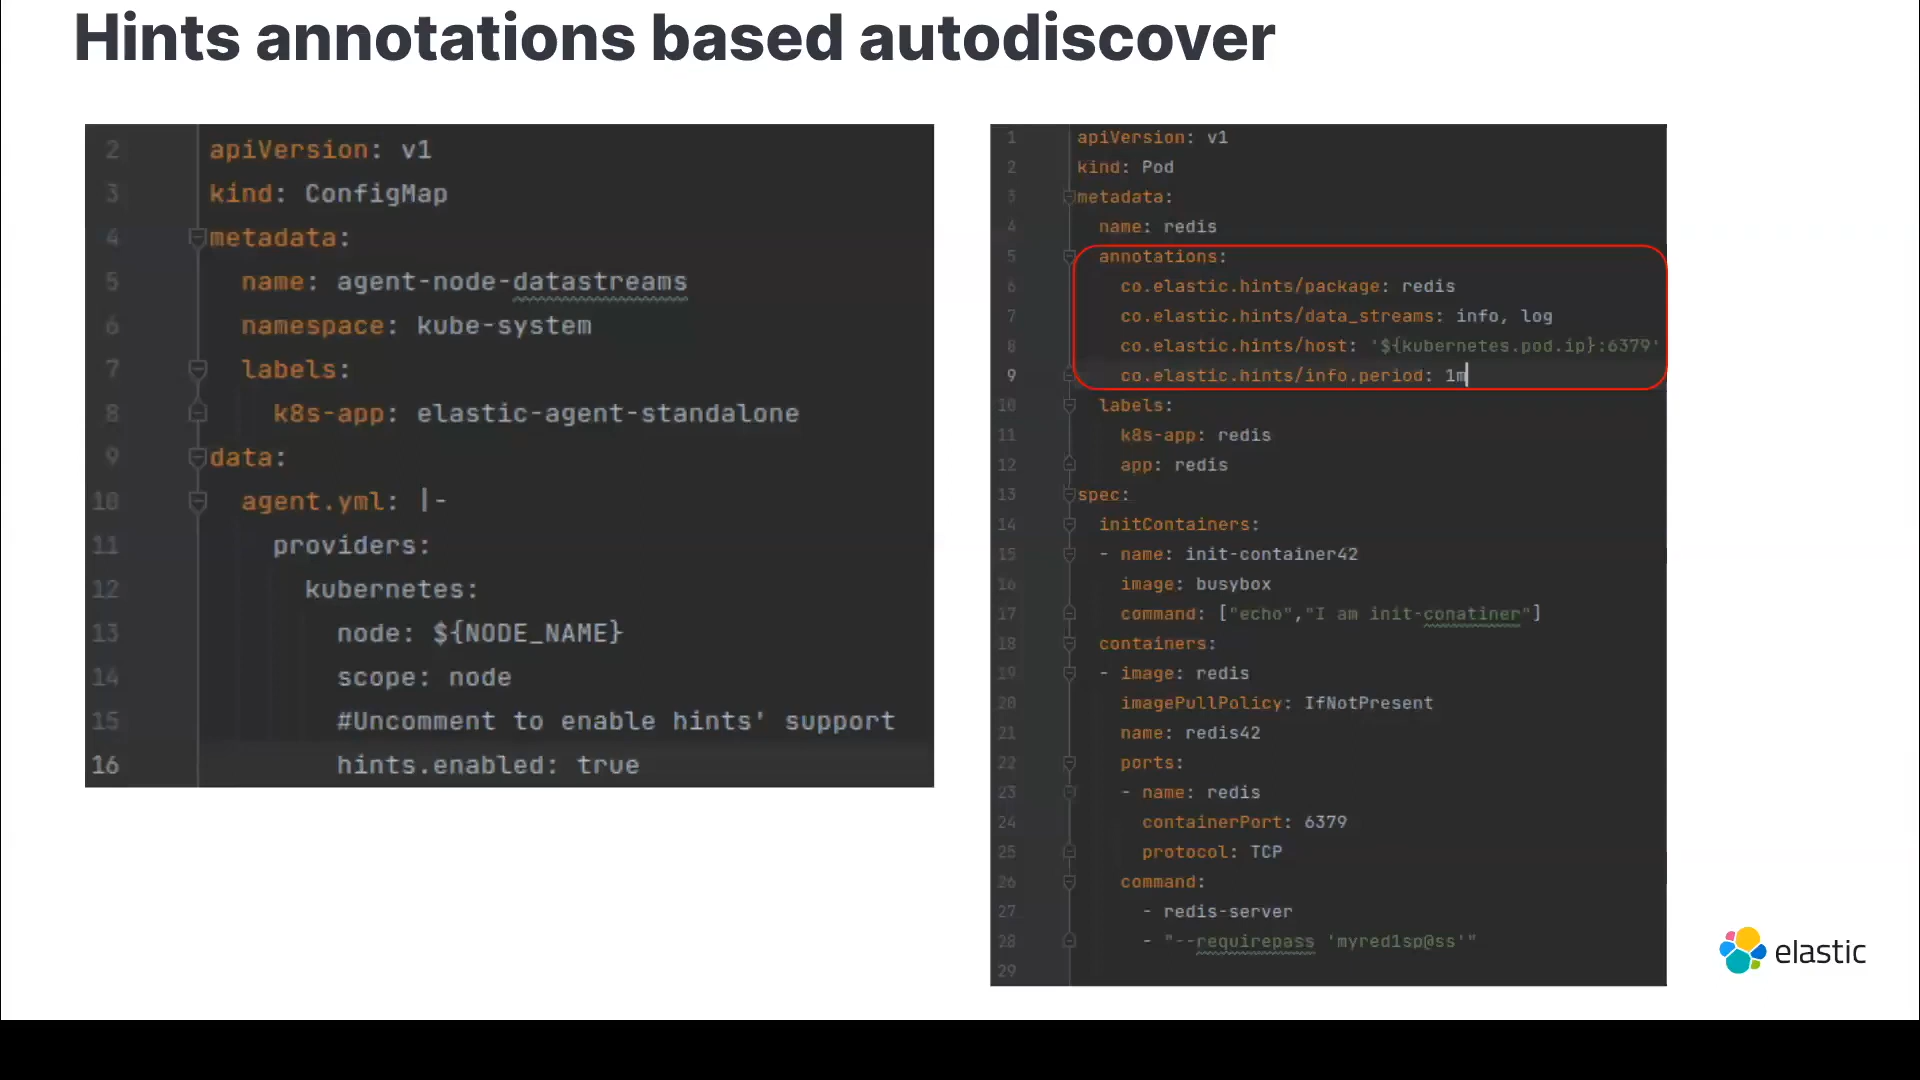 Hints annotations based autodiscover
2 apiVersion: v1
3 kind: ConfigMap
4 metadata:
5 name: agent-node-datastreams
6 namespace: kube-system
7 labels:
8 k8s-app: elastic-agent-standalone
9 data:
10 agent.yml: |-
11 providers:
12 kubernetes:
13 node: ${NODE_NAME}
14 scope: node
15 #Uncomment to enable hints' support
16 hints.enabled: true
1 apiVersion: v1
2 kind: Pod
3 metadata:
4 name: redis
5 annotations:
6 co.elastic.hints/package: redis
7 co.elastic.hints/data_streams: info, log
8 co.elastic.hints/host: '${kubernetes.pod.ip}:6379'
9 co.elastic.hints/info.period: 1m
10 labels:
11 k8s-app: redis
12 app: redis
13 spec:
14 initContainers:
15 - name: init-container42
16 image: busybox
17 command: ["echo","I am init-conatiner"]
18 containers:
19 - image: redis
20 imagePullPolicy: IfNotPresent
21 name: redis42
22 ports:
23 - name: redis
24 containerPort: 6379
25 protocol: TCP
26 command:
27 - redis-server
28 - "--requirepass 'myred1sp@ss'"
29
elastic